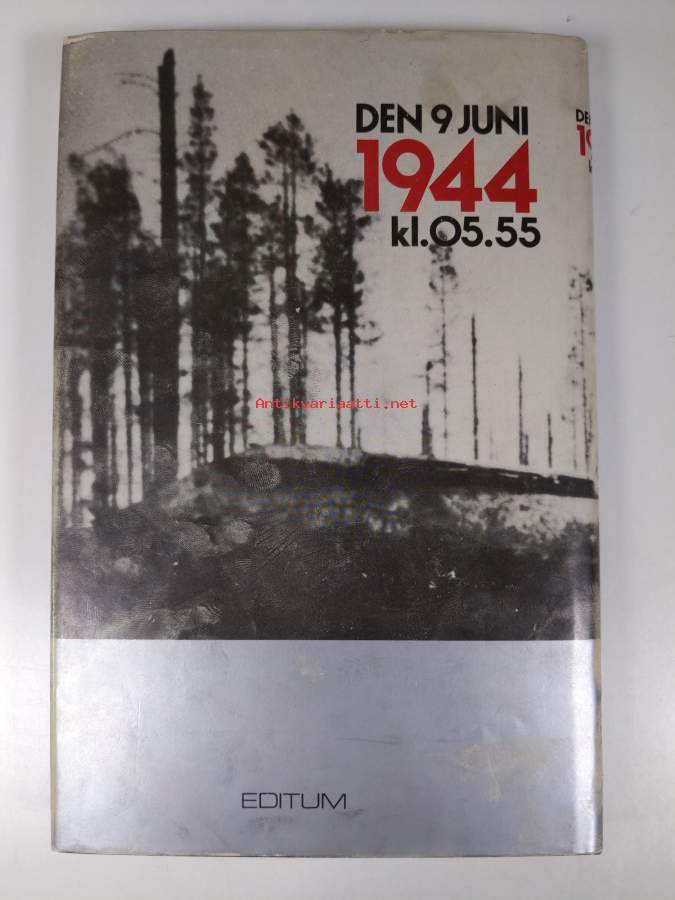 DEN 9 JUNI
1944
kl.05.55
Antikvariaatti.net
EDITUM